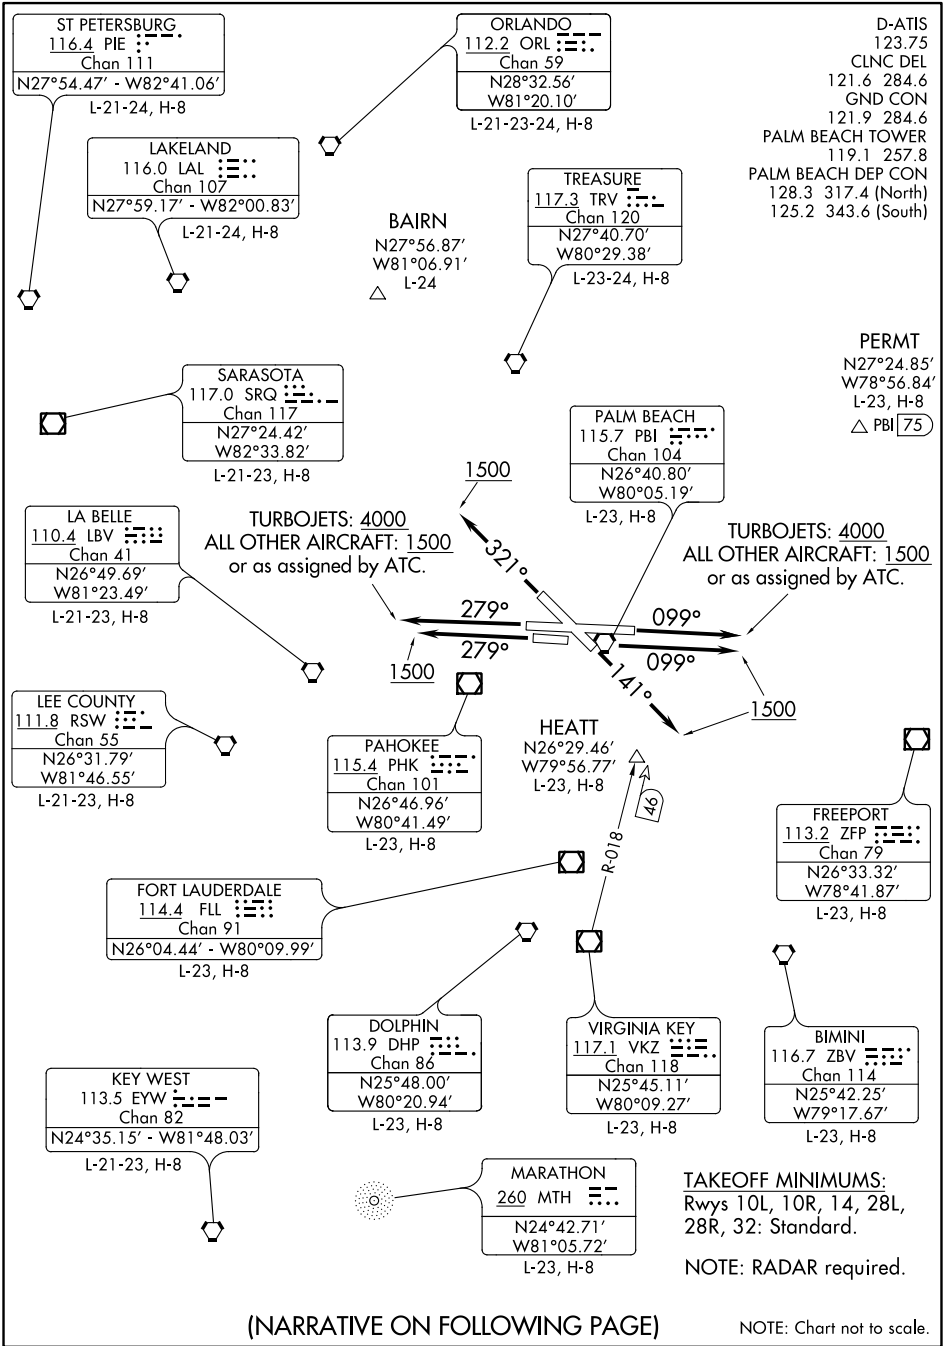 ST PETERSBURG
116.4 PIE
Chan 111
N27°54.47′ - W82°41.06′
L-21-24, H-8
ORLANDO
112.2 ORL
Chan 59
N28°32.56′
W81°20.10′
L-21-23-24, H-8
D-ATIS
123.75
CLNC DEL
121.6 284.6
GND CON
121.9 284.6
PALM BEACH TOWER
119.1 257.8
PALM BEACH DEP CON
128.3 317.4 (North)
125.2 343.6 (South)
LAKELAND
116.0 LAL
Chan 107
N27°59.17′ - W82°00.83′
L-21-24, H-8
BAIRN
N27°56.87′
W81°06.91′
L-24
TREASURE
117.3 TRV
Chan 120
N27°40.70′
W80°29.38′
L-23-24, H-8
PERMT
N27°24.85′
W78°56.84′
L-23, H-8
PBI 75
SARASOTA
117.0 SRQ
Chan 117
N27°24.42′
W82°33.82′
L-21-23, H-8
PALM BEACH
115.7 PBI
Chan 104
N26°40.80′
W80°05.19′
L-23, H-8
1500
LA BELLE
110.4 LBV
Chan 41
N26°49.69′
W81°23.49′
L-21-23, H-8
TURBOJETS: 4000
ALL OTHER AIRCRAFT: 1500
or as assigned by ATC.
TURBOJETS: 4000
ALL OTHER AIRCRAFT: 1500
or as assigned by ATC.
321°
279°
099°
279°
099°
141°
1500
1500
LEE COUNTY
111.8 RSW
Chan 55
N26°31.79′
W81°46.55′
L-21-23, H-8
PAHOKEE
115.4 PHK
Chan 101
N26°46.96′
W80°41.49′
L-23, H-8
HEATT
N26°29.46′
W79°56.77′
L-23, H-8
46
R-018
FREEPORT
113.2 ZFP
Chan 79
N26°33.32′
W78°41.87′
L-23, H-8
FORT LAUDERDALE
114.4 FLL
Chan 91
N26°04.44′ - W80°09.99′
L-23, H-8
DOLPHIN
113.9 DHP
Chan 86
N25°48.00′
W80°20.94′
L-23, H-8
VIRGINIA KEY
117.1 VKZ
Chan 118
N25°45.11′
W80°09.27′
L-23, H-8
BIMINI
116.7 ZBV
Chan 114
N25°42.25′
W79°17.67′
L-23, H-8
KEY WEST
113.5 EYW
Chan 82
N24°35.15′ - W81°48.03′
L-21-23, H-8
MARATHON
260 MTH
N24°42.71′
W81°05.72′
L-23, H-8
TAKEOFF MINIMUMS:
Rwys 10L, 10R, 14, 28L,
28R, 32: Standard.
NOTE: RADAR required.
(NARRATIVE ON FOLLOWING PAGE)
NOTE: Chart not to scale.